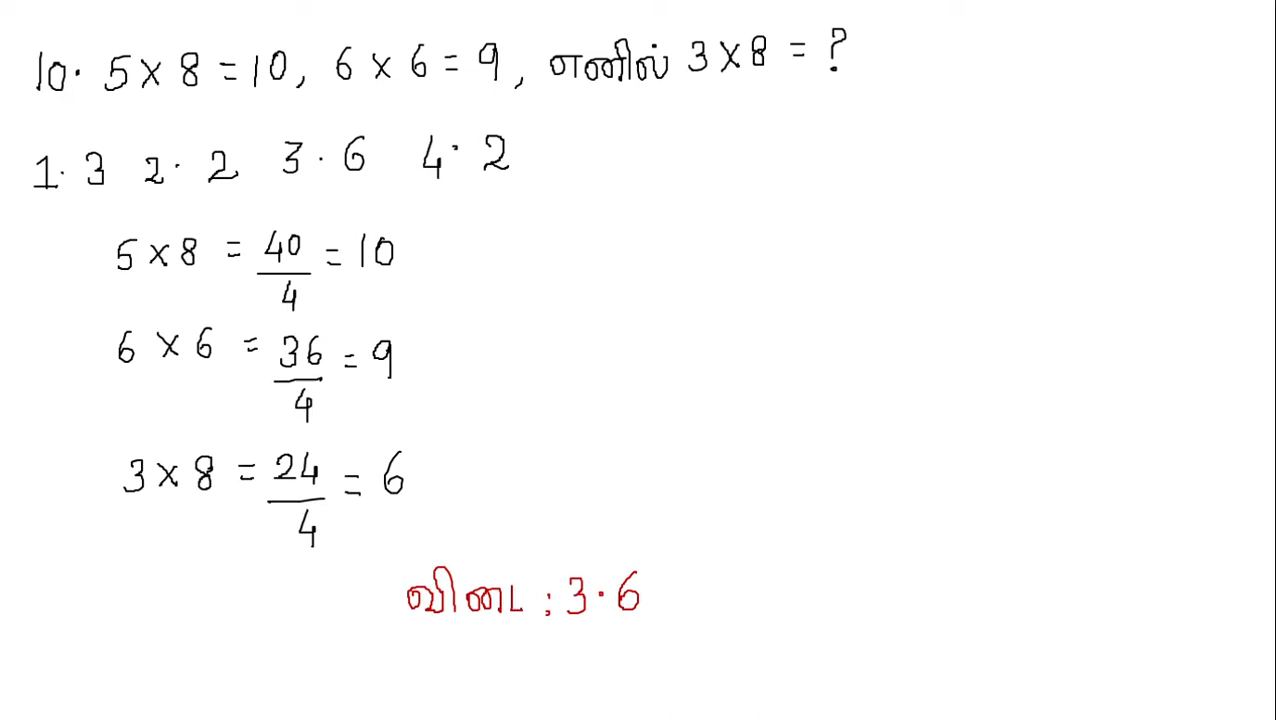 10. 5 x 8 = 10, 6 x 6 = 9, எனில் 3 x 8 = ?
1. 3 2. 2 3. 6 4. 2
5 x 8 = 40/4 = 10
6 x 6 = 36/4 = 9
3 x 8 = 24/4 = 6
விடை : 3. 6